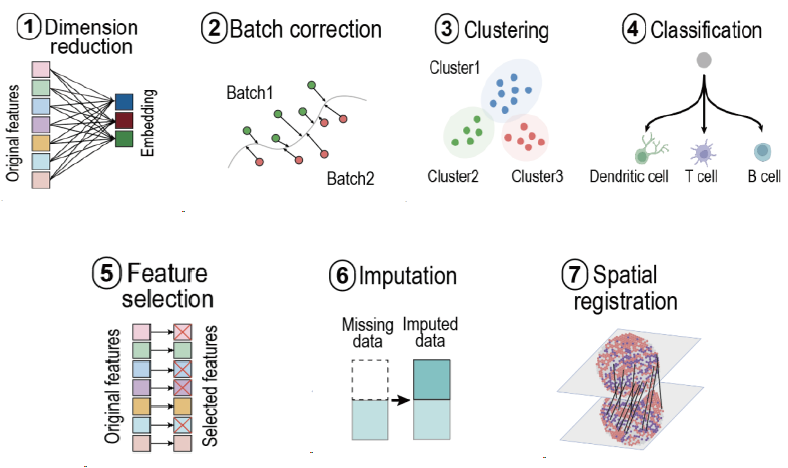 1 Dimension
reduction
Original features
Embedding
2 Batch correction
Batch1
Batch2
3 Clustering
Cluster1
Cluster2
Cluster3
4 Classification
Dendritic cell
T cell
B cell
5 Feature
selection
Original features
Selected features
6 Imputation
Missing
data
Imputed
data
7 Spatial
registration